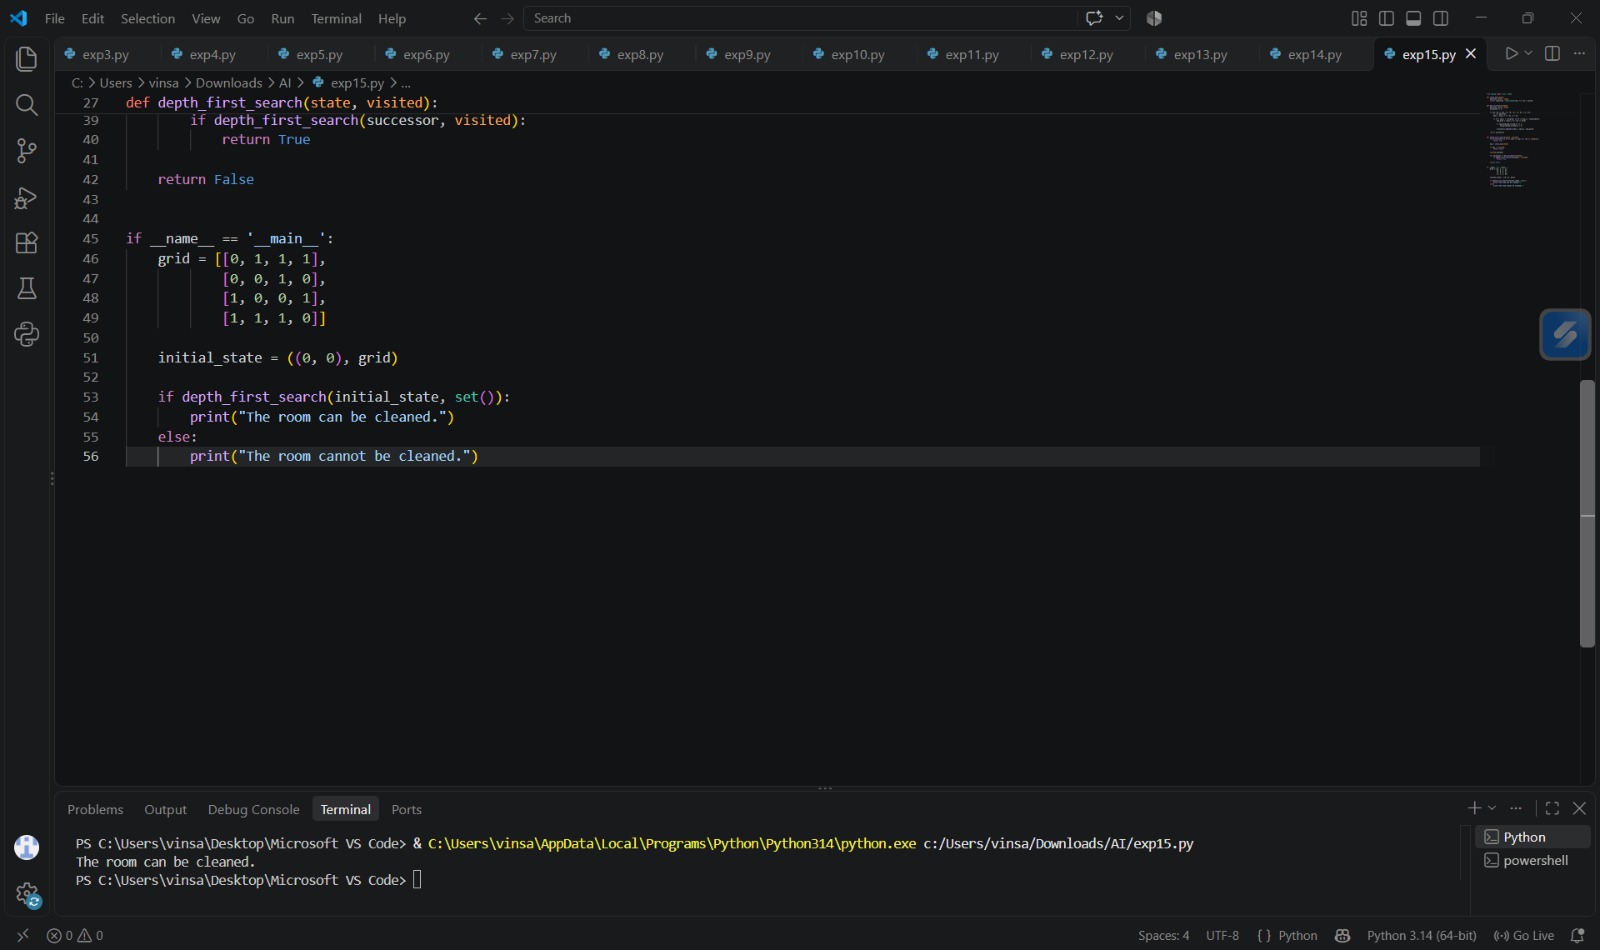 File Edit Selection View Go Run Terminal Help Search
exp3.py exp4.py exp5.py exp6.py exp7.py exp8.py exp9.py exp10.py exp11.py exp12.py exp13.py exp14.py exp15.py
C: > Users > vinsa > Downloads > AI > exp15.py > ...
27 def depth_first_search(state, visited):
39 if depth_first_search(successor, visited):
40 return True
41
42 return False
43
44
45 if __name__ == '__main__':
46 grid = [[0, 1, 1, 1],
47 [0, 0, 1, 0],
48 [1, 0, 0, 1],
49 [1, 1, 1, 0]]
50
51 initial_state = ((0, 0), grid)
52
53 if depth_first_search(initial_state, set()):
54 print("The room can be cleaned.")
55 else:
56 print("The room cannot be cleaned.")
Problems Output Debug Console Terminal Ports
PS C:\Users\vinsa\Desktop\Microsoft VS Code> & C:\Users\vinsa\AppData\Local\Programs\Python\Python314\python.exe c:/Users/vinsa/Downloads/AI/exp15.py
The room can be cleaned.
PS C:\Users\vinsa\Desktop\Microsoft VS Code>
Python
powershell
0 0 Spaces: 4 UTF-8 {} Python Python 3.14 (64-bit) Go Live